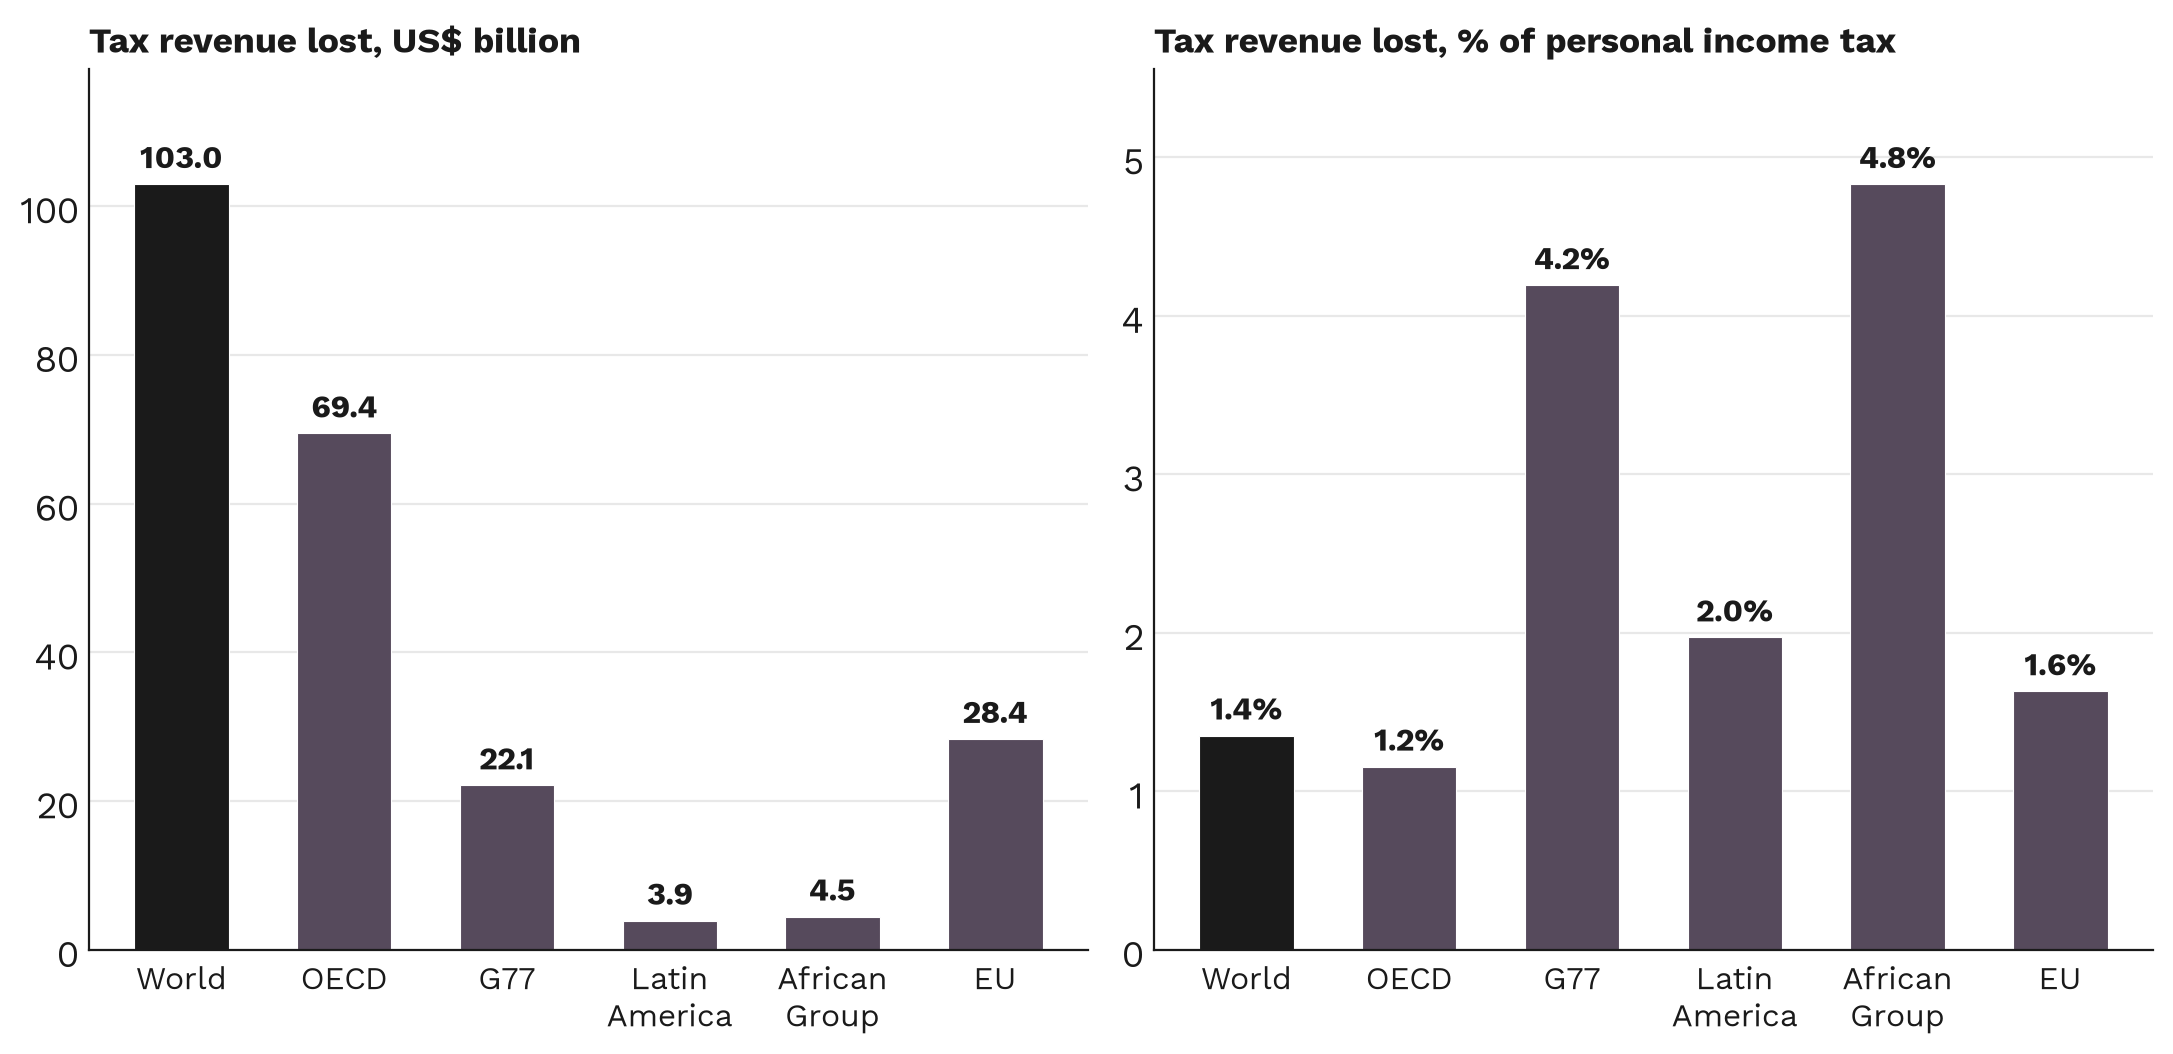 Tax revenue lost, US$ billion
100
80
60
40
20
0
103.0
69.4
22.1
3.9
4.5
28.4
World
OECD
G77
Latin
America
African
Group
EU
Tax revenue lost, % of personal income tax
5
4
3
2
1
0
1.4%
1.2%
4.2%
2.0%
4.8%
1.6%
World
OECD
G77
Latin
America
African
Group
EU